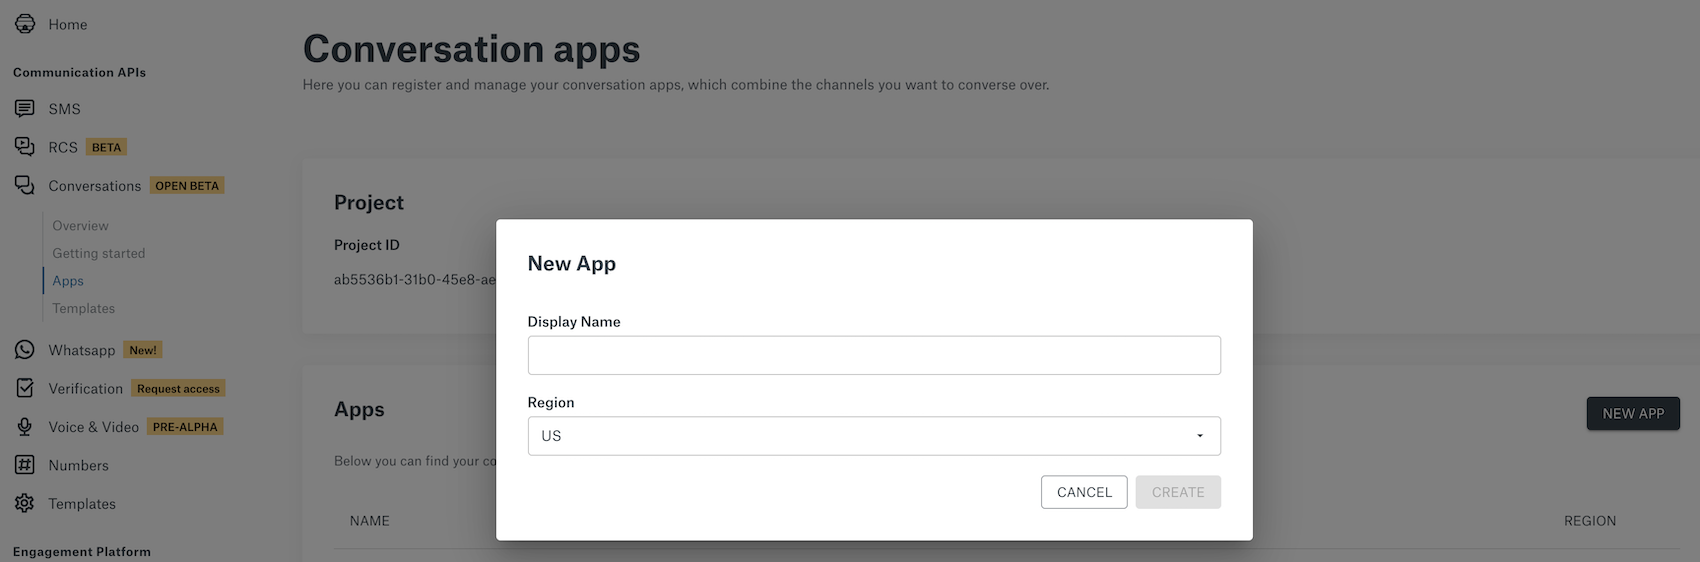 Home
Communication APIs
SMS
RCS BETA
Conversations OPEN BETA
Overview
Getting started
Apps
Templates
Whatsapp New!
Verification Request access
Voice & Video PRE-ALPHA
Numbers
Templates
Engagement Platform
Conversation apps
Here you can register and manage your conversation apps, which combine the channels you want to converse over.
Project
Project ID
ab5536b1-31b0-45e8-ae
Apps
NEW APP
Below you can find your
NAME REGION
New App
Display Name
Region
US
CANCEL CREATE